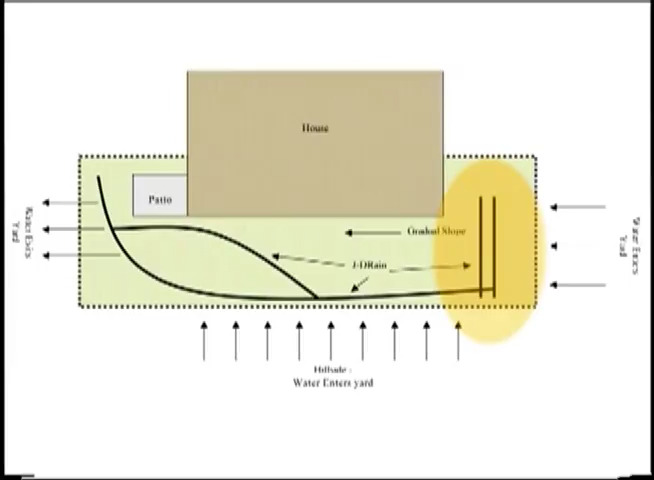 House
Patio
Gradual Slope
J-DRain
Water Exits
Yard
Water Enters
Yard
Hillside :
Water Enters yard